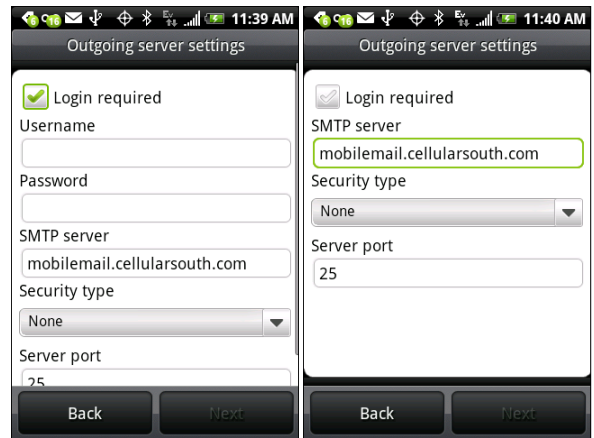 11:39 AM
Outgoing server settings
Login required
Username
Password
SMTP server
mobilemail.cellularsouth.com
Security type
None
Server port
25
Back
Next
11:40 AM
Outgoing server settings
Login required
SMTP server
mobilemail.cellularsouth.com
Security type
None
Server port
25
Back
Next